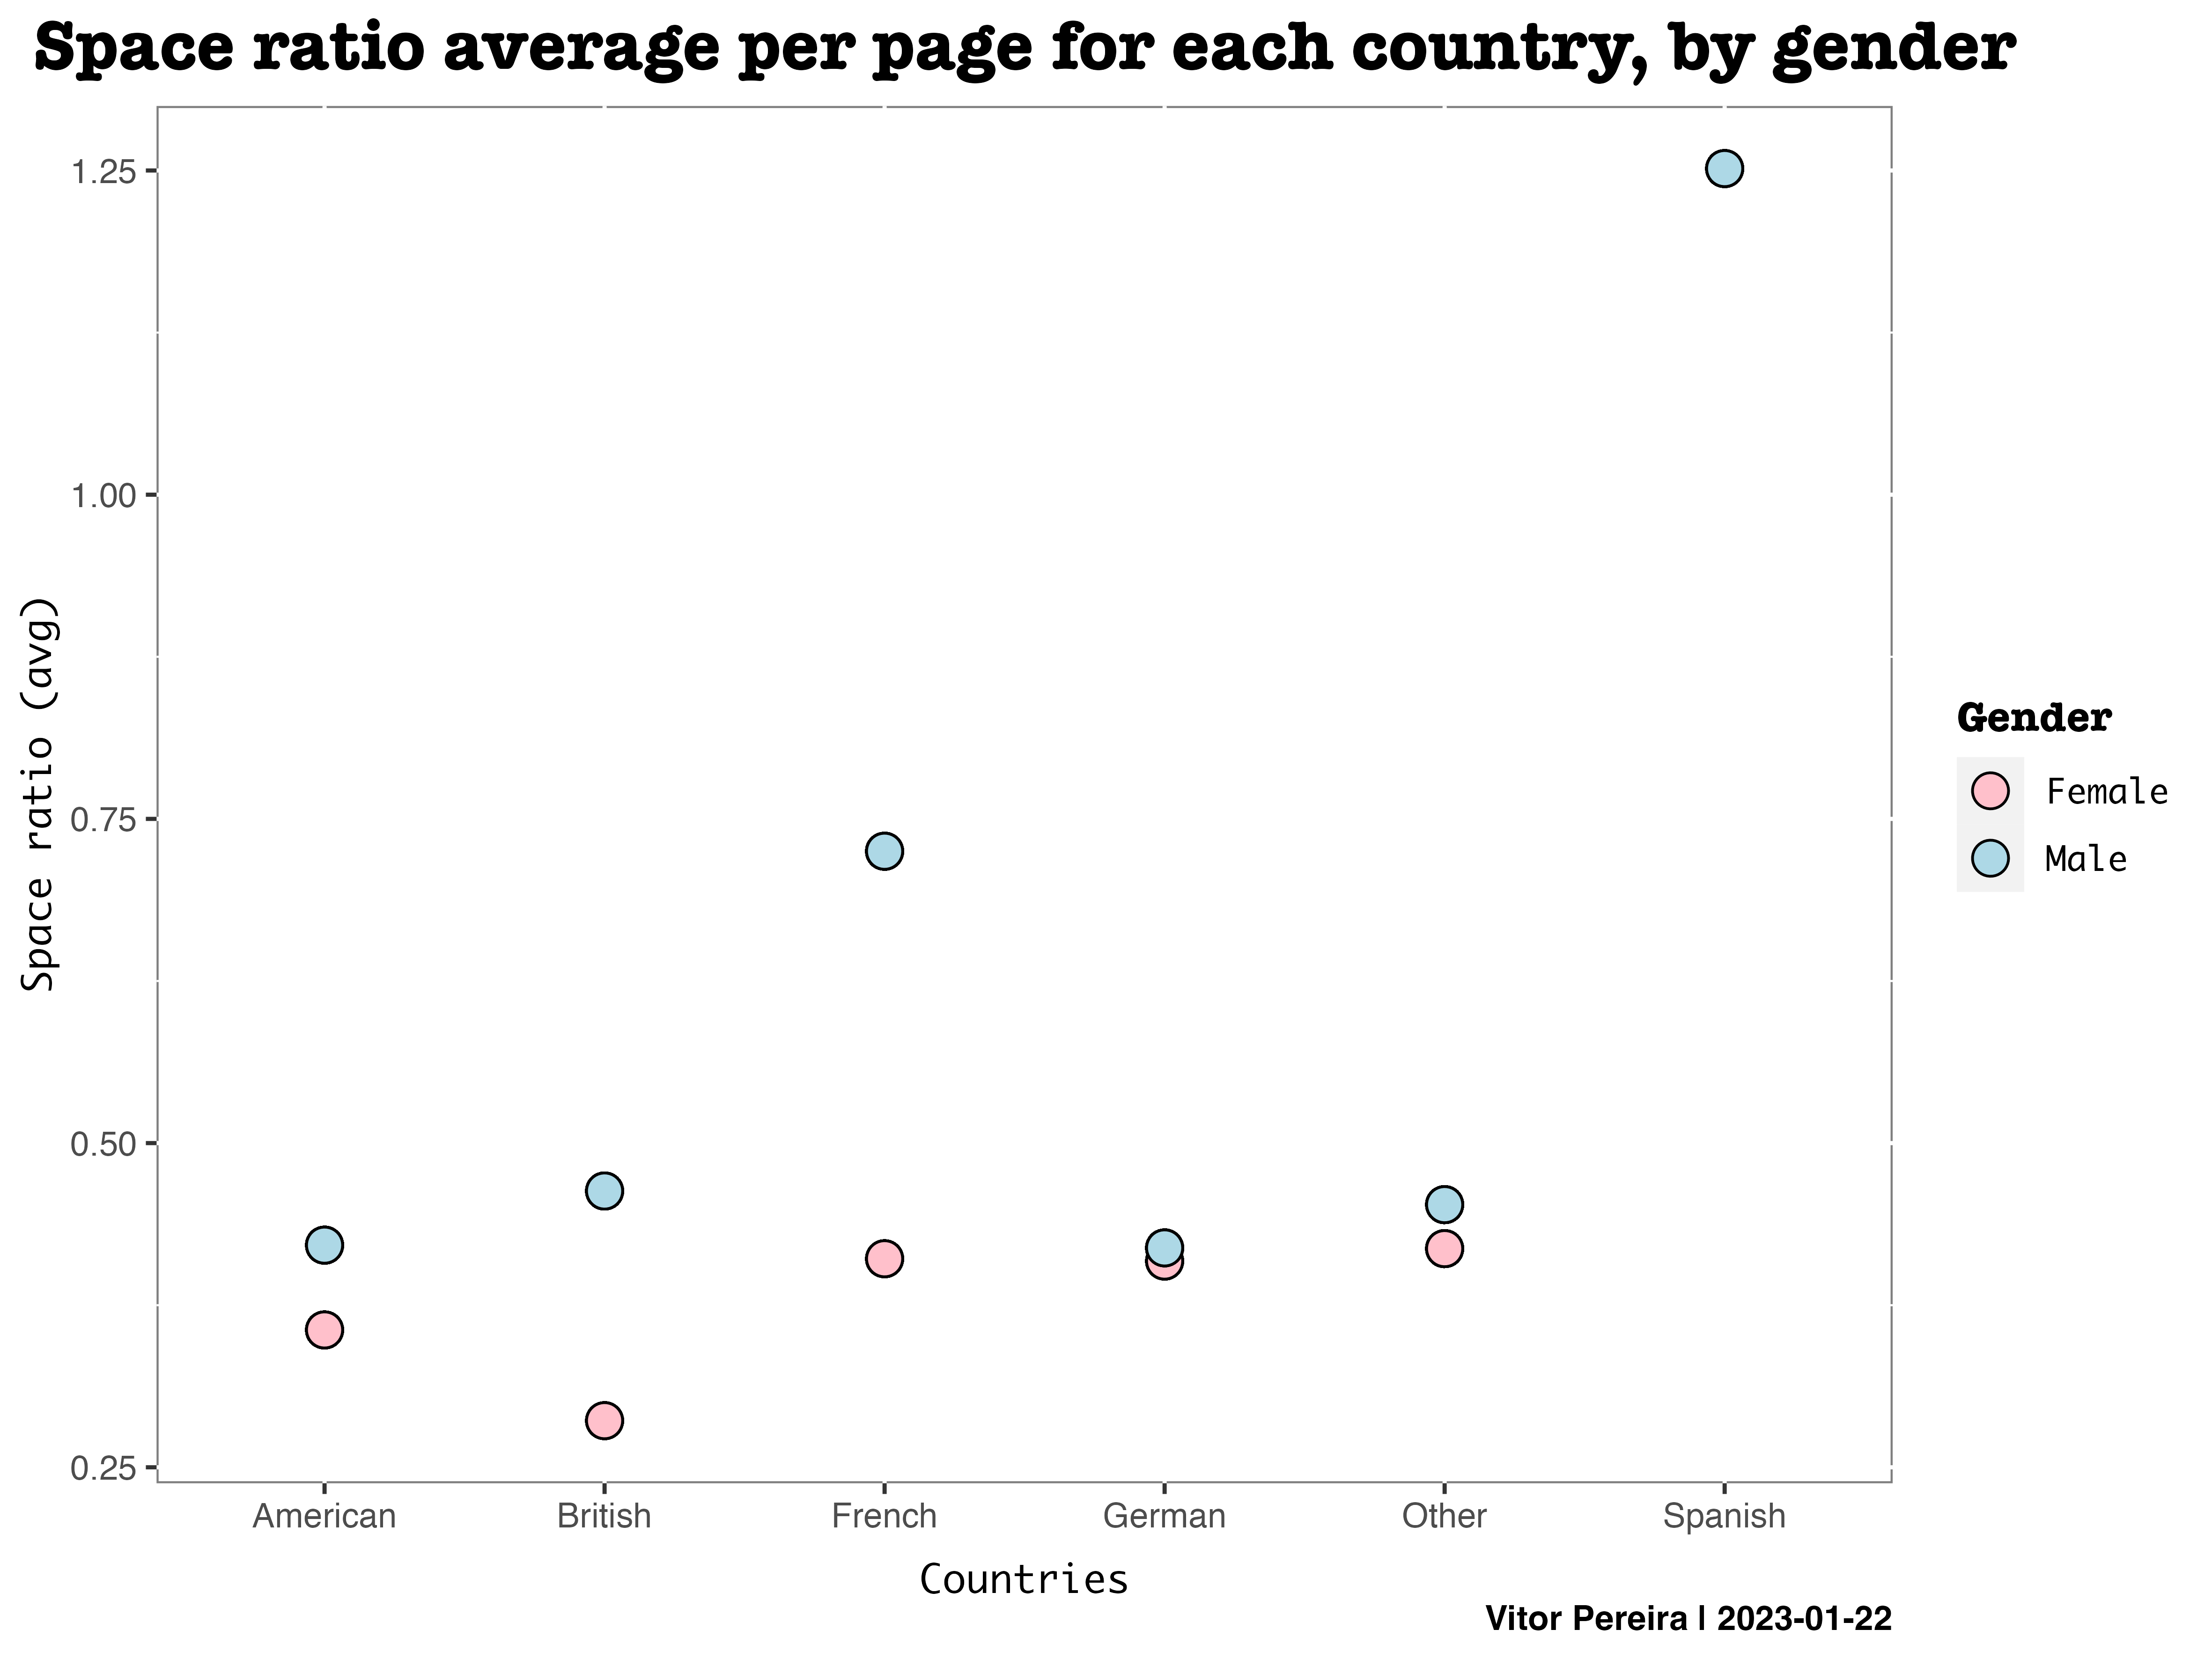 Space ratio average per page for each country, by gender
1.25
1.00
0.75
0.50
0.25
Space ratio (avg)
American British French German Other Spanish
Countries
Gender
Female
Male
Vitor Pereira | 2023-01-22